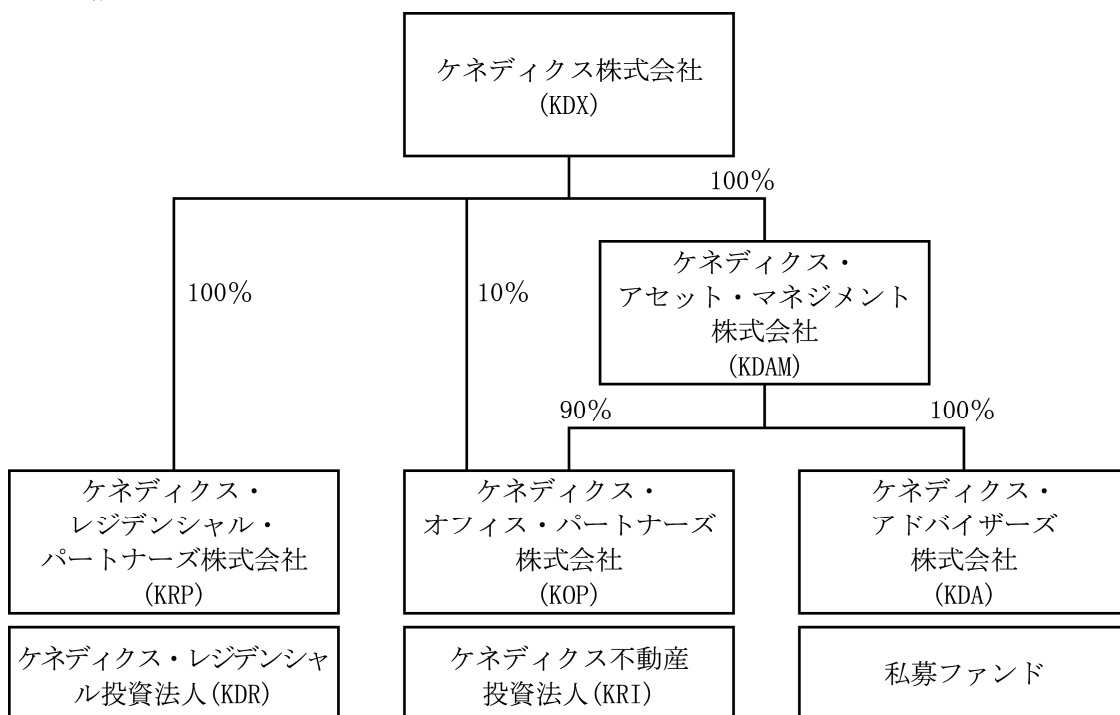 ケネディクス株式会社
(KDX)
100%
ケネディクス・
アセット・マネジメント
株式会社
(KDAM)
100%
10%
90%
100%
ケネディクス・
レジデンシャル・
パートナーズ株式会社
(KRP)
ケネディクス・
オフィス・パートナーズ
株式会社
(KOP)
ケネディクス・
アドバイザーズ
株式会社
(KDA)
ケネディクス・レジデンシャ
ル投資法人(KDR)
ケネディクス不動産
投資法人(KRI)
私募ファンド